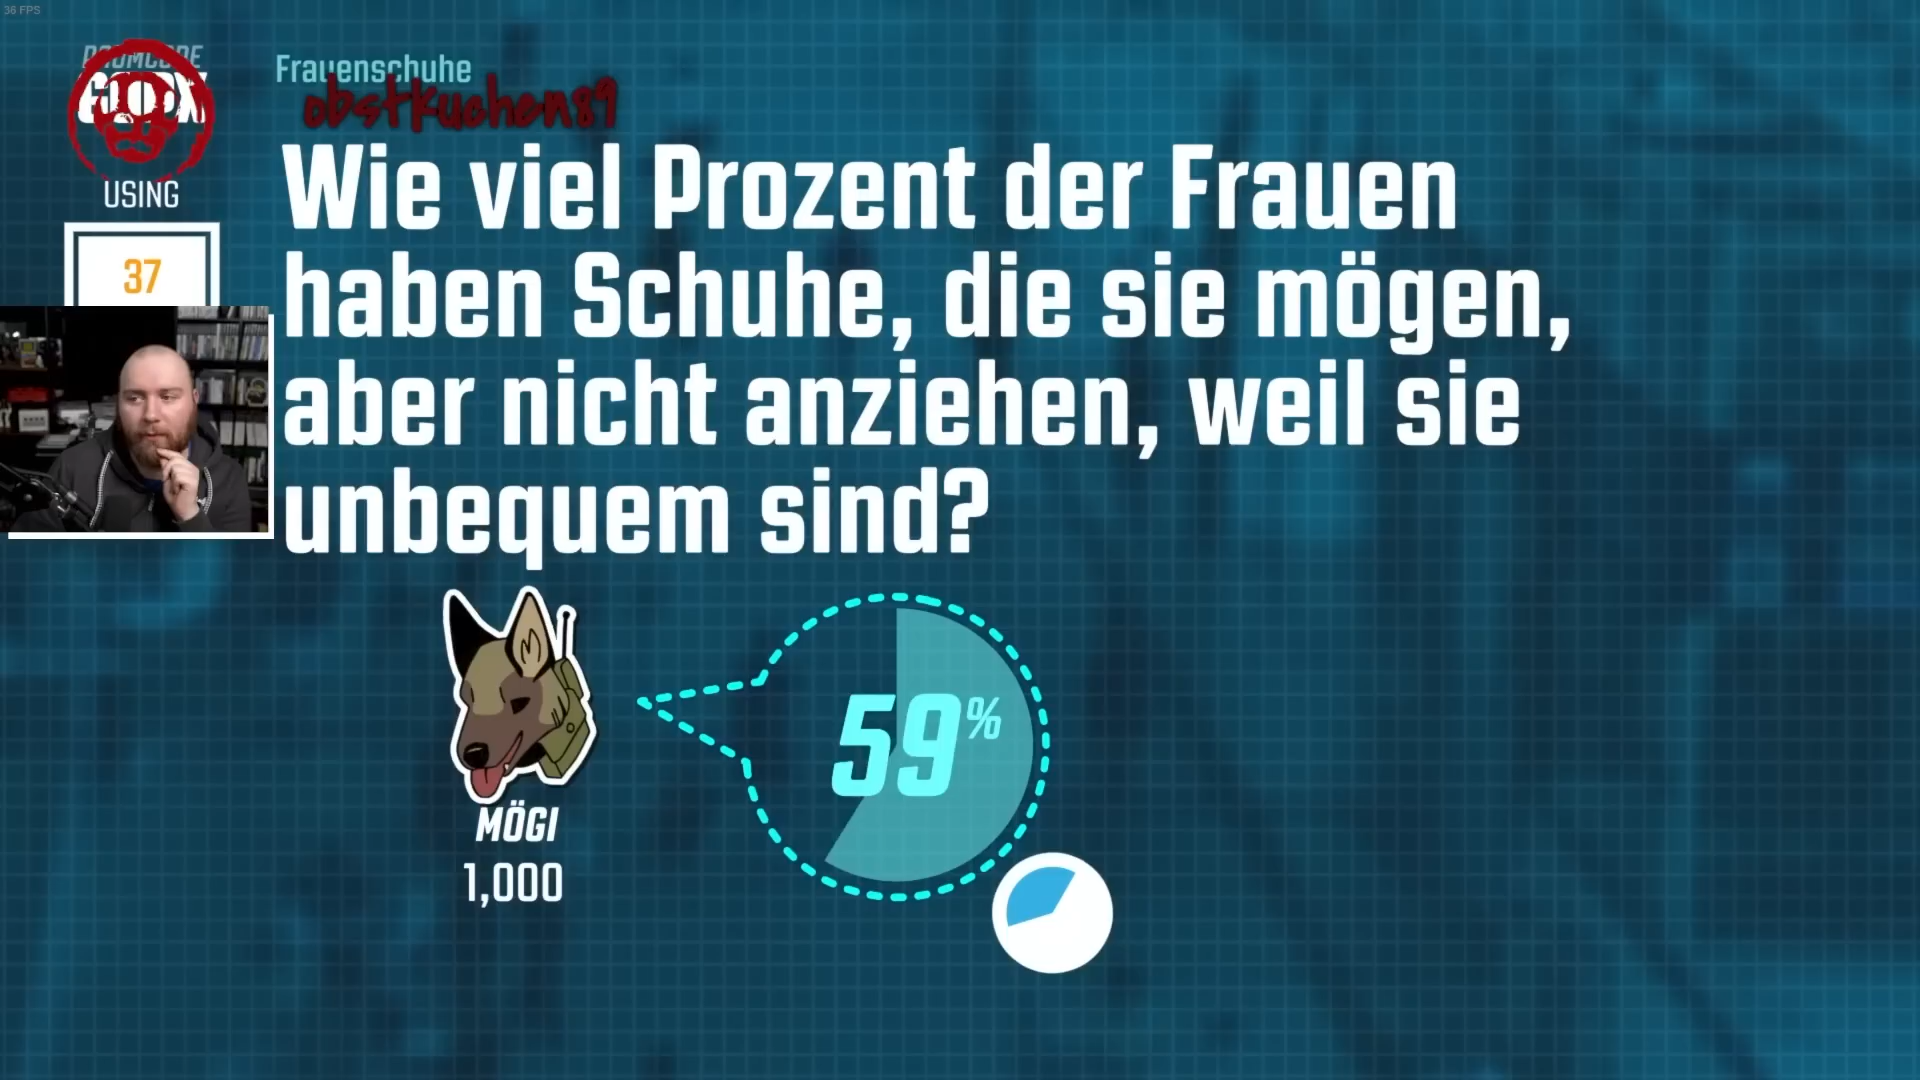 36 FPS
Frauenschuhe
obstkuchen89
USING
37
Wie viel Prozent der Frauen
haben Schuhe, die sie mögen,
aber nicht anziehen, weil sie
unbequem sind?
59%
MÖGI
1,000